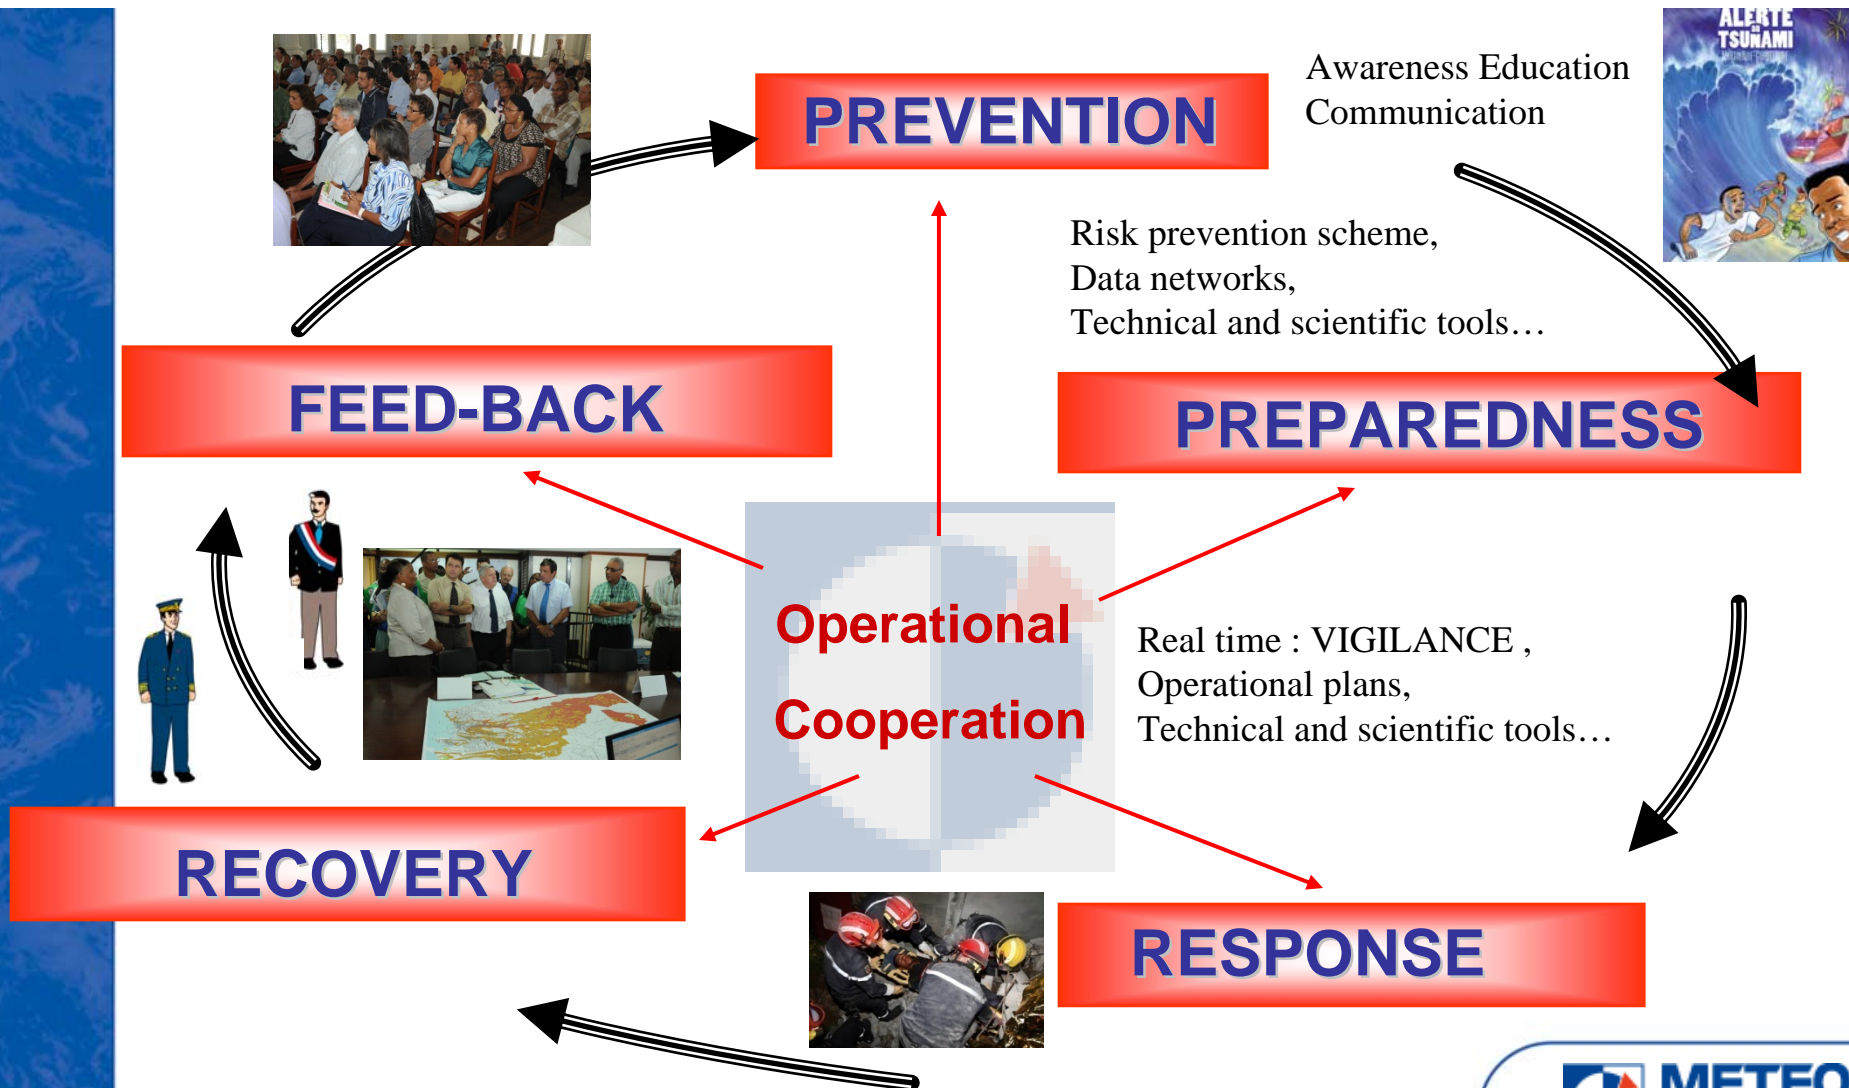 ALERTE
AU
TSUNAMI
PREVENTION
Awareness Education
Communication
Risk prevention scheme,
Data networks,
Technical and scientific tools…
FEED-BACK
PREPAREDNESS
Operational
Cooperation
Real time : VIGILANCE ,
Operational plans,
Technical and scientific tools…
RECOVERY
RESPONSE
METEO